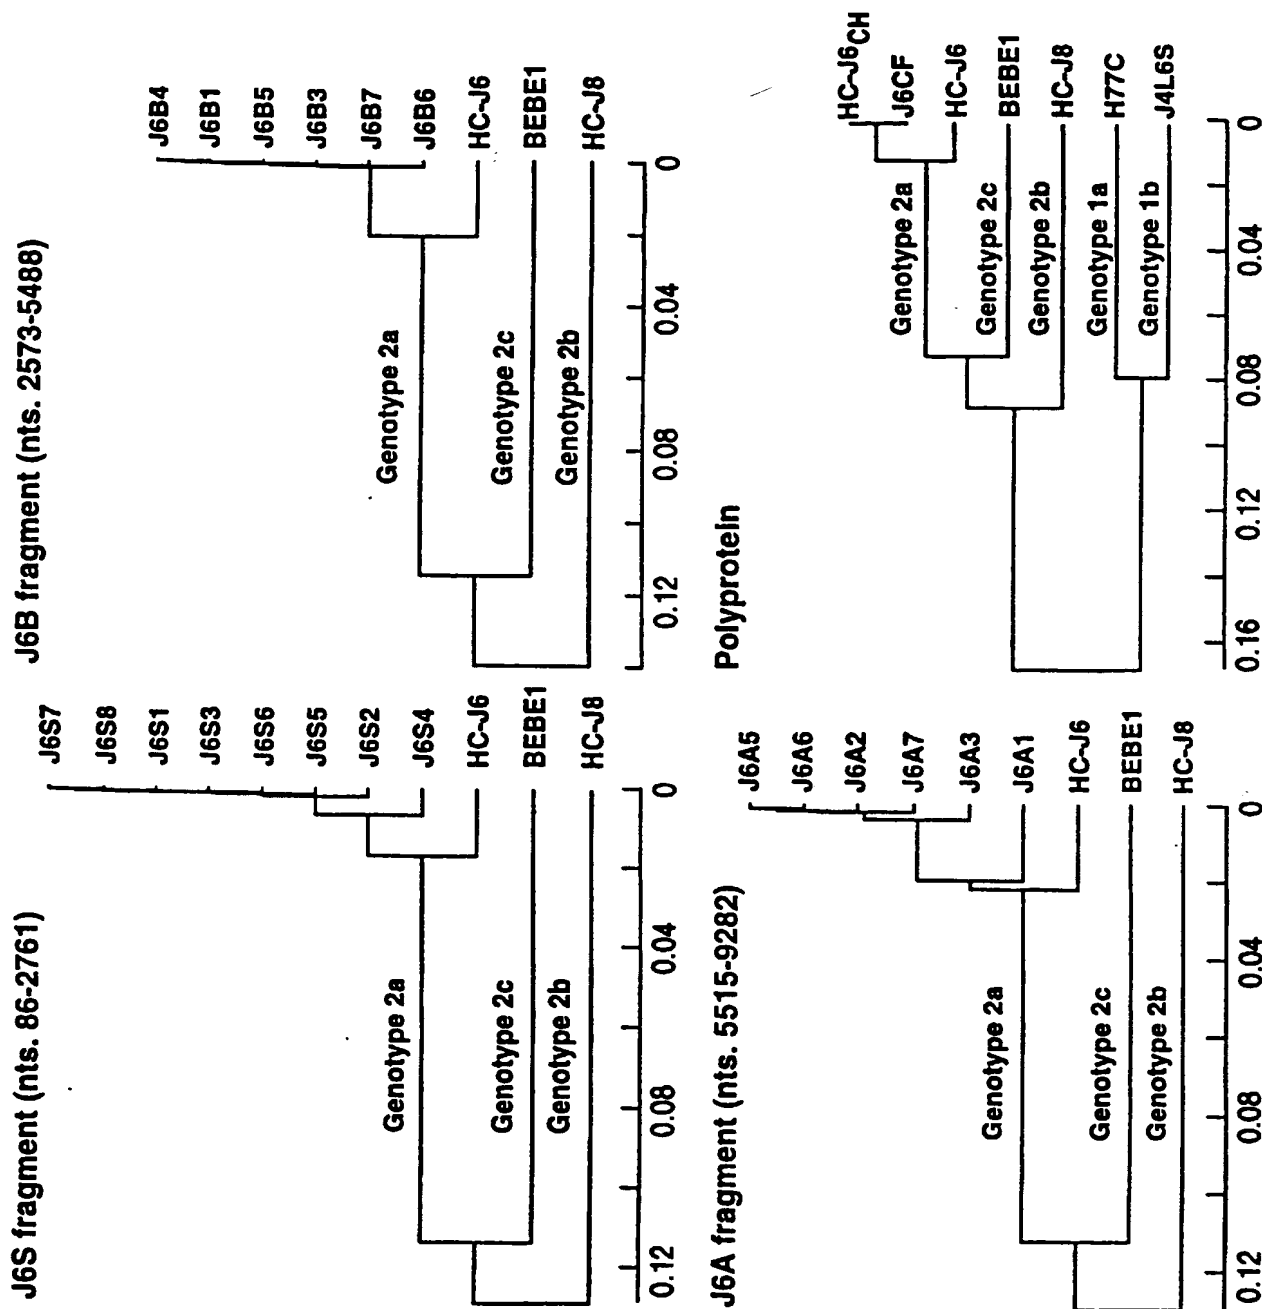 J6S fragment (nts. 86-2761)
J6S7
J6S8
J6S1
J6S3
J6S6
J6S5
J6S2
J6S4
HC-J6
BEBE1
HC-J8
Genotype 2a
Genotype 2c
Genotype 2b
0.12
0.08
0.04
0
J6B fragment (nts. 2573-5488)
J6B4
J6B1
J6B5
J6B3
J6B7
J6B6
HC-J6
BEBE1
HC-J8
Genotype 2a
Genotype 2c
Genotype 2b
0.12
0.08
0.04
0
J6A fragment (nts. 5515-9282)
J6A5
J6A6
J6A2
J6A7
J6A3
J6A1
HC-J6
BEBE1
HC-J8
Genotype 2a
Genotype 2c
Genotype 2b
0.12
0.08
0.04
0
Polyprotein
HC-J6CH
J6CF
HC-J6
BEBE1
HC-J8
H77C
J4L6S
Genotype 2a
Genotype 2c
Genotype 2b
Genotype 1a
Genotype 1b
0.16
0.12
0.08
0.04
0